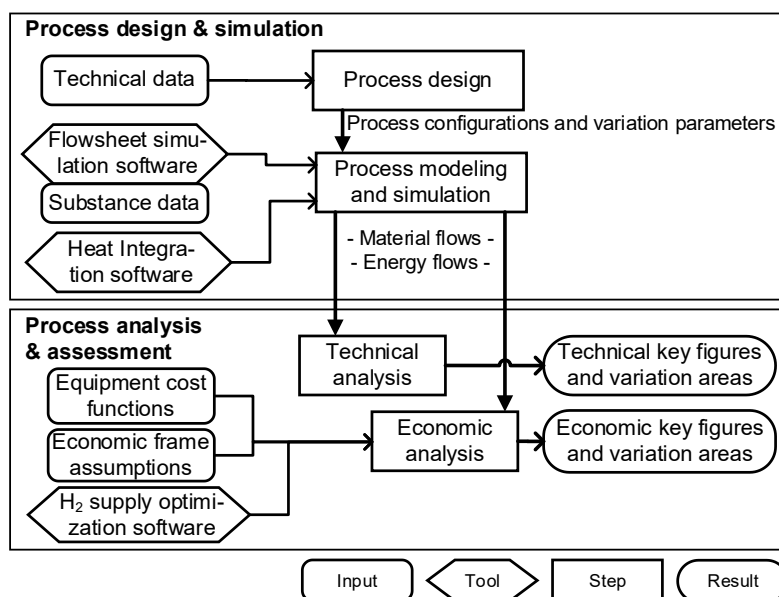 Process design & simulation
Technical data
Process design
Process configurations and variation parameters
Flowsheet simu-
lation software
Process modeling
and simulation
Substance data
Heat Integra-
tion software
- Material flows -
- Energy flows -
Process analysis
& assessment
Technical
analysis
Technical key figures
and variation areas
Equipment cost
functions
Economic frame
assumptions
Economic
analysis
Economic key figures
and variation areas
H₂ supply optimi-
zation software
Input
Tool
Step
Result